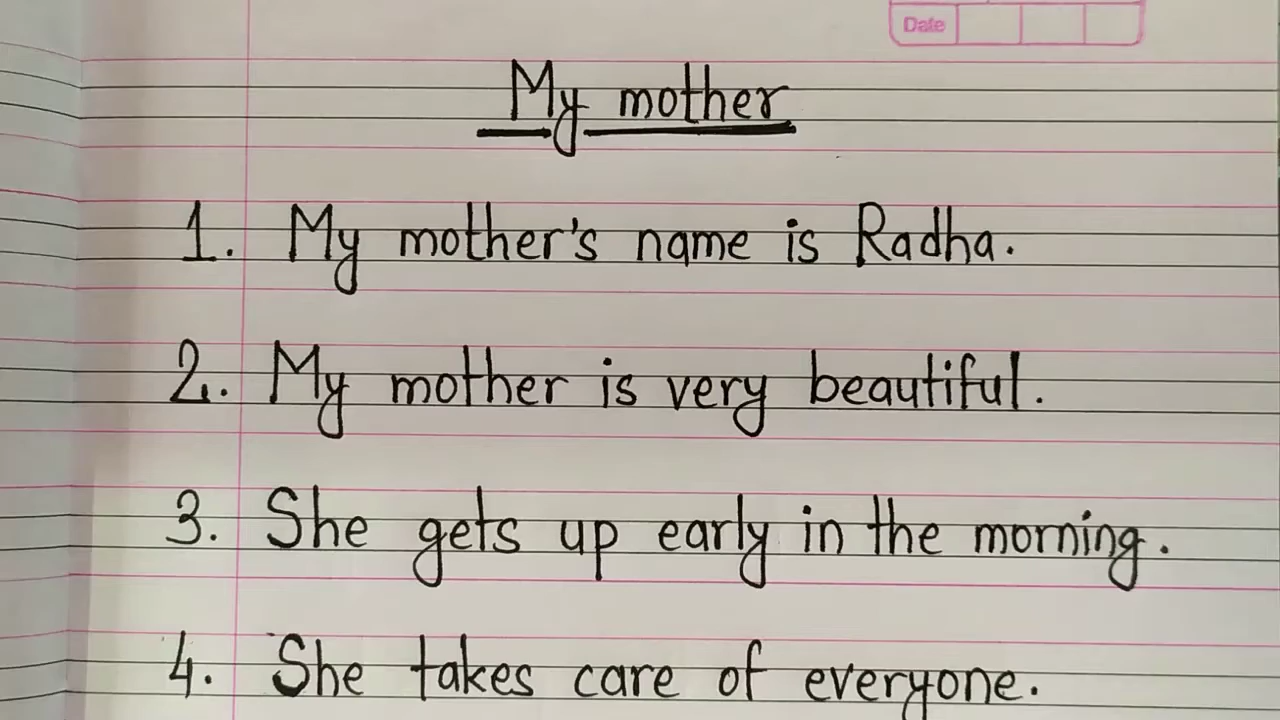 Date
My mother
1. My mother's name is Radha.
2. My mother is very beautiful.
3. She gets up early in the morning.
4. She takes care of everyone.